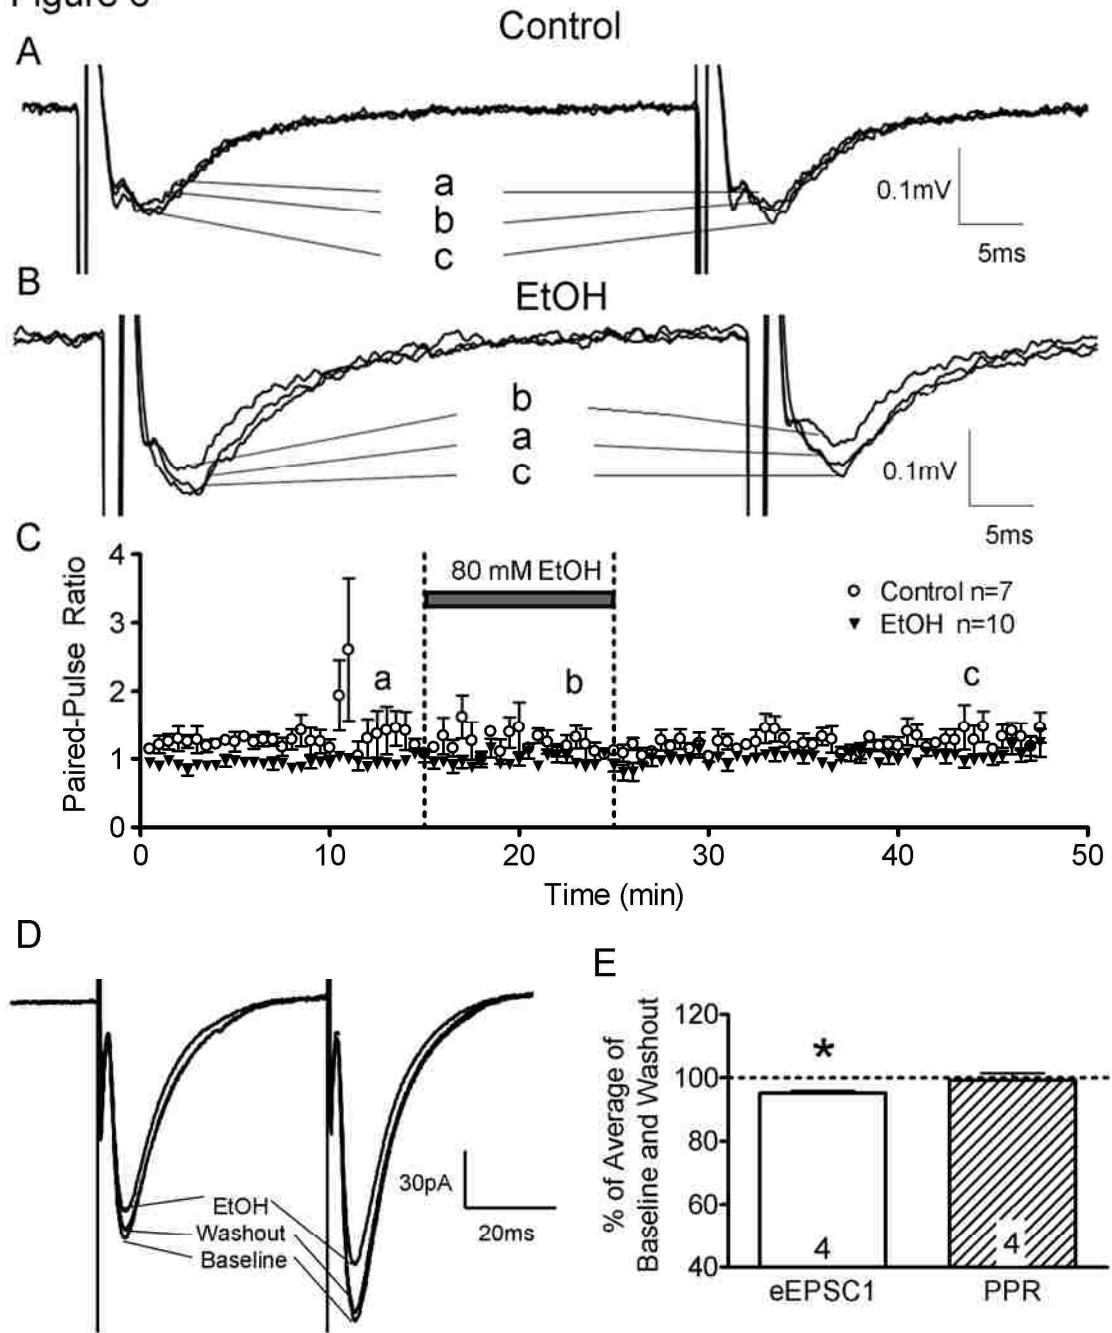 Control
A
a
b
c
0.1mV
5ms
B
EtOH
b
a
c
0.1mV
5ms
C
Paired-Pulse Ratio
4
3
2
1
0
80 mM EtOH
Control n=7
EtOH n=10
a
b
c
0 10 20 30 40 50
Time (min)
D
EtOH
Washout
Baseline
30pA
20ms
E
% of Average of
Baseline and Washout
120
100
80
60
40
*
4
4
eEPSC1 PPR